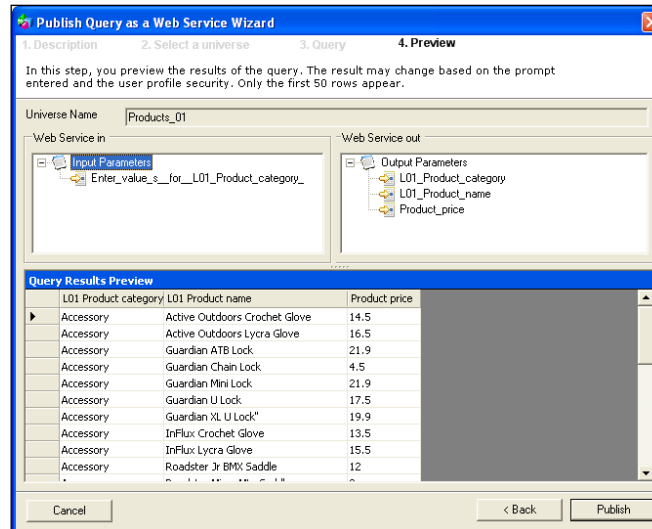 Publish Query as a Web Service Wizard
1. Description 2. Select a universe 3. Query 4. Preview
In this step, you preview the results of the query. The result may change based on the prompt
entered and the user profile security. Only the first 50 rows appear.
Universe Name Products_01
Web Service in
Input Parameters
Enter_value_s__for__L01_Product_category_
Web Service out
Output Parameters
L01_Product_category
L01_Product_name
Product_price
Query Results Preview
L01 Product category L01 Product name Product price
Accessory Active Outdoors Crochet Glove 14.5
Accessory Active Outdoors Lycra Glove 16.5
Accessory Guardian ATB Lock 21.9
Accessory Guardian Chain Lock 4.5
Accessory Guardian Mini Lock 21.9
Accessory Guardian U Lock 17.5
Accessory Guardian XL U Lock" 19.9
Accessory InFlux Crochet Glove 13.5
Accessory InFlux Lycra Glove 15.5
Accessory Roadster Jr BMX Saddle 12
Cancel < Back Publish